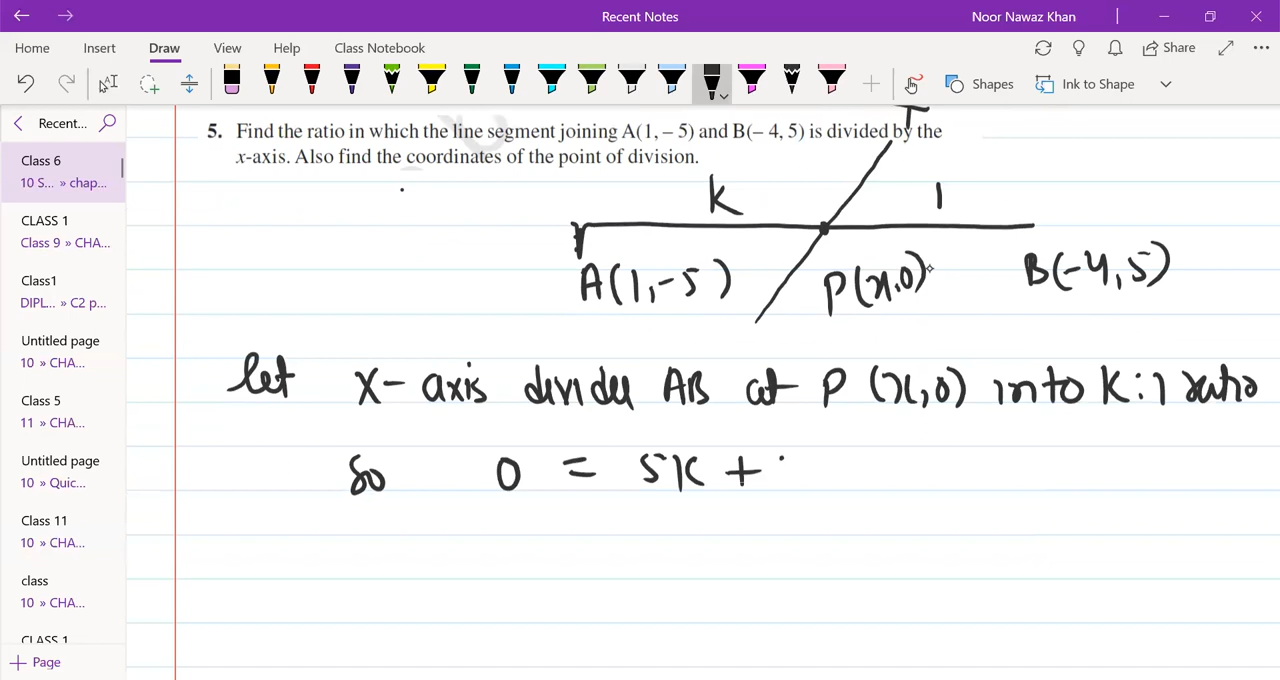 Recent Notes
Noor Nawaz Khan
Home Insert Draw View Help Class Notebook
Share
Shapes
Ink to Shape
Recent...
Class 6
10 S... » chap...
CLASS 1
Class 9 » CHA...
Class1
DIPL... » C2 p...
Untitled page
10 » CHA...
Class 5
11 » CHA...
Untitled page
10 » Quic...
Class 11
10 » CHA...
class
10 » CHA...
CLASS 1
Page
5. Find the ratio in which the line segment joining A(1, – 5) and B(– 4, 5) is divided by the
x-axis. Also find the coordinates of the point of division.
K 1
A(1,-5) P(x,0) B(-4,5)
let X-axis divides AB at P(x,0) into K:1 ratio
So 0 = 5K +